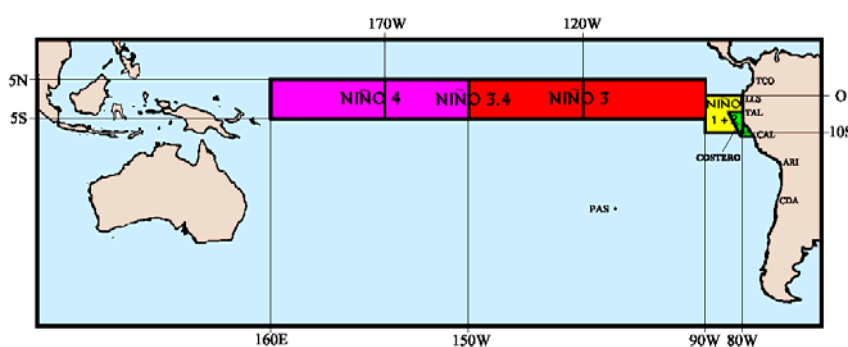 170W 120W
5N
TCO
NIÑO 4 NIÑO 3.4 NIÑO 3
NIÑO
LLS
O
5S
1 + 2
TAL
10S
CAL
COSTERO
ARI
CDA
PAS
160E 150W 90W 80W